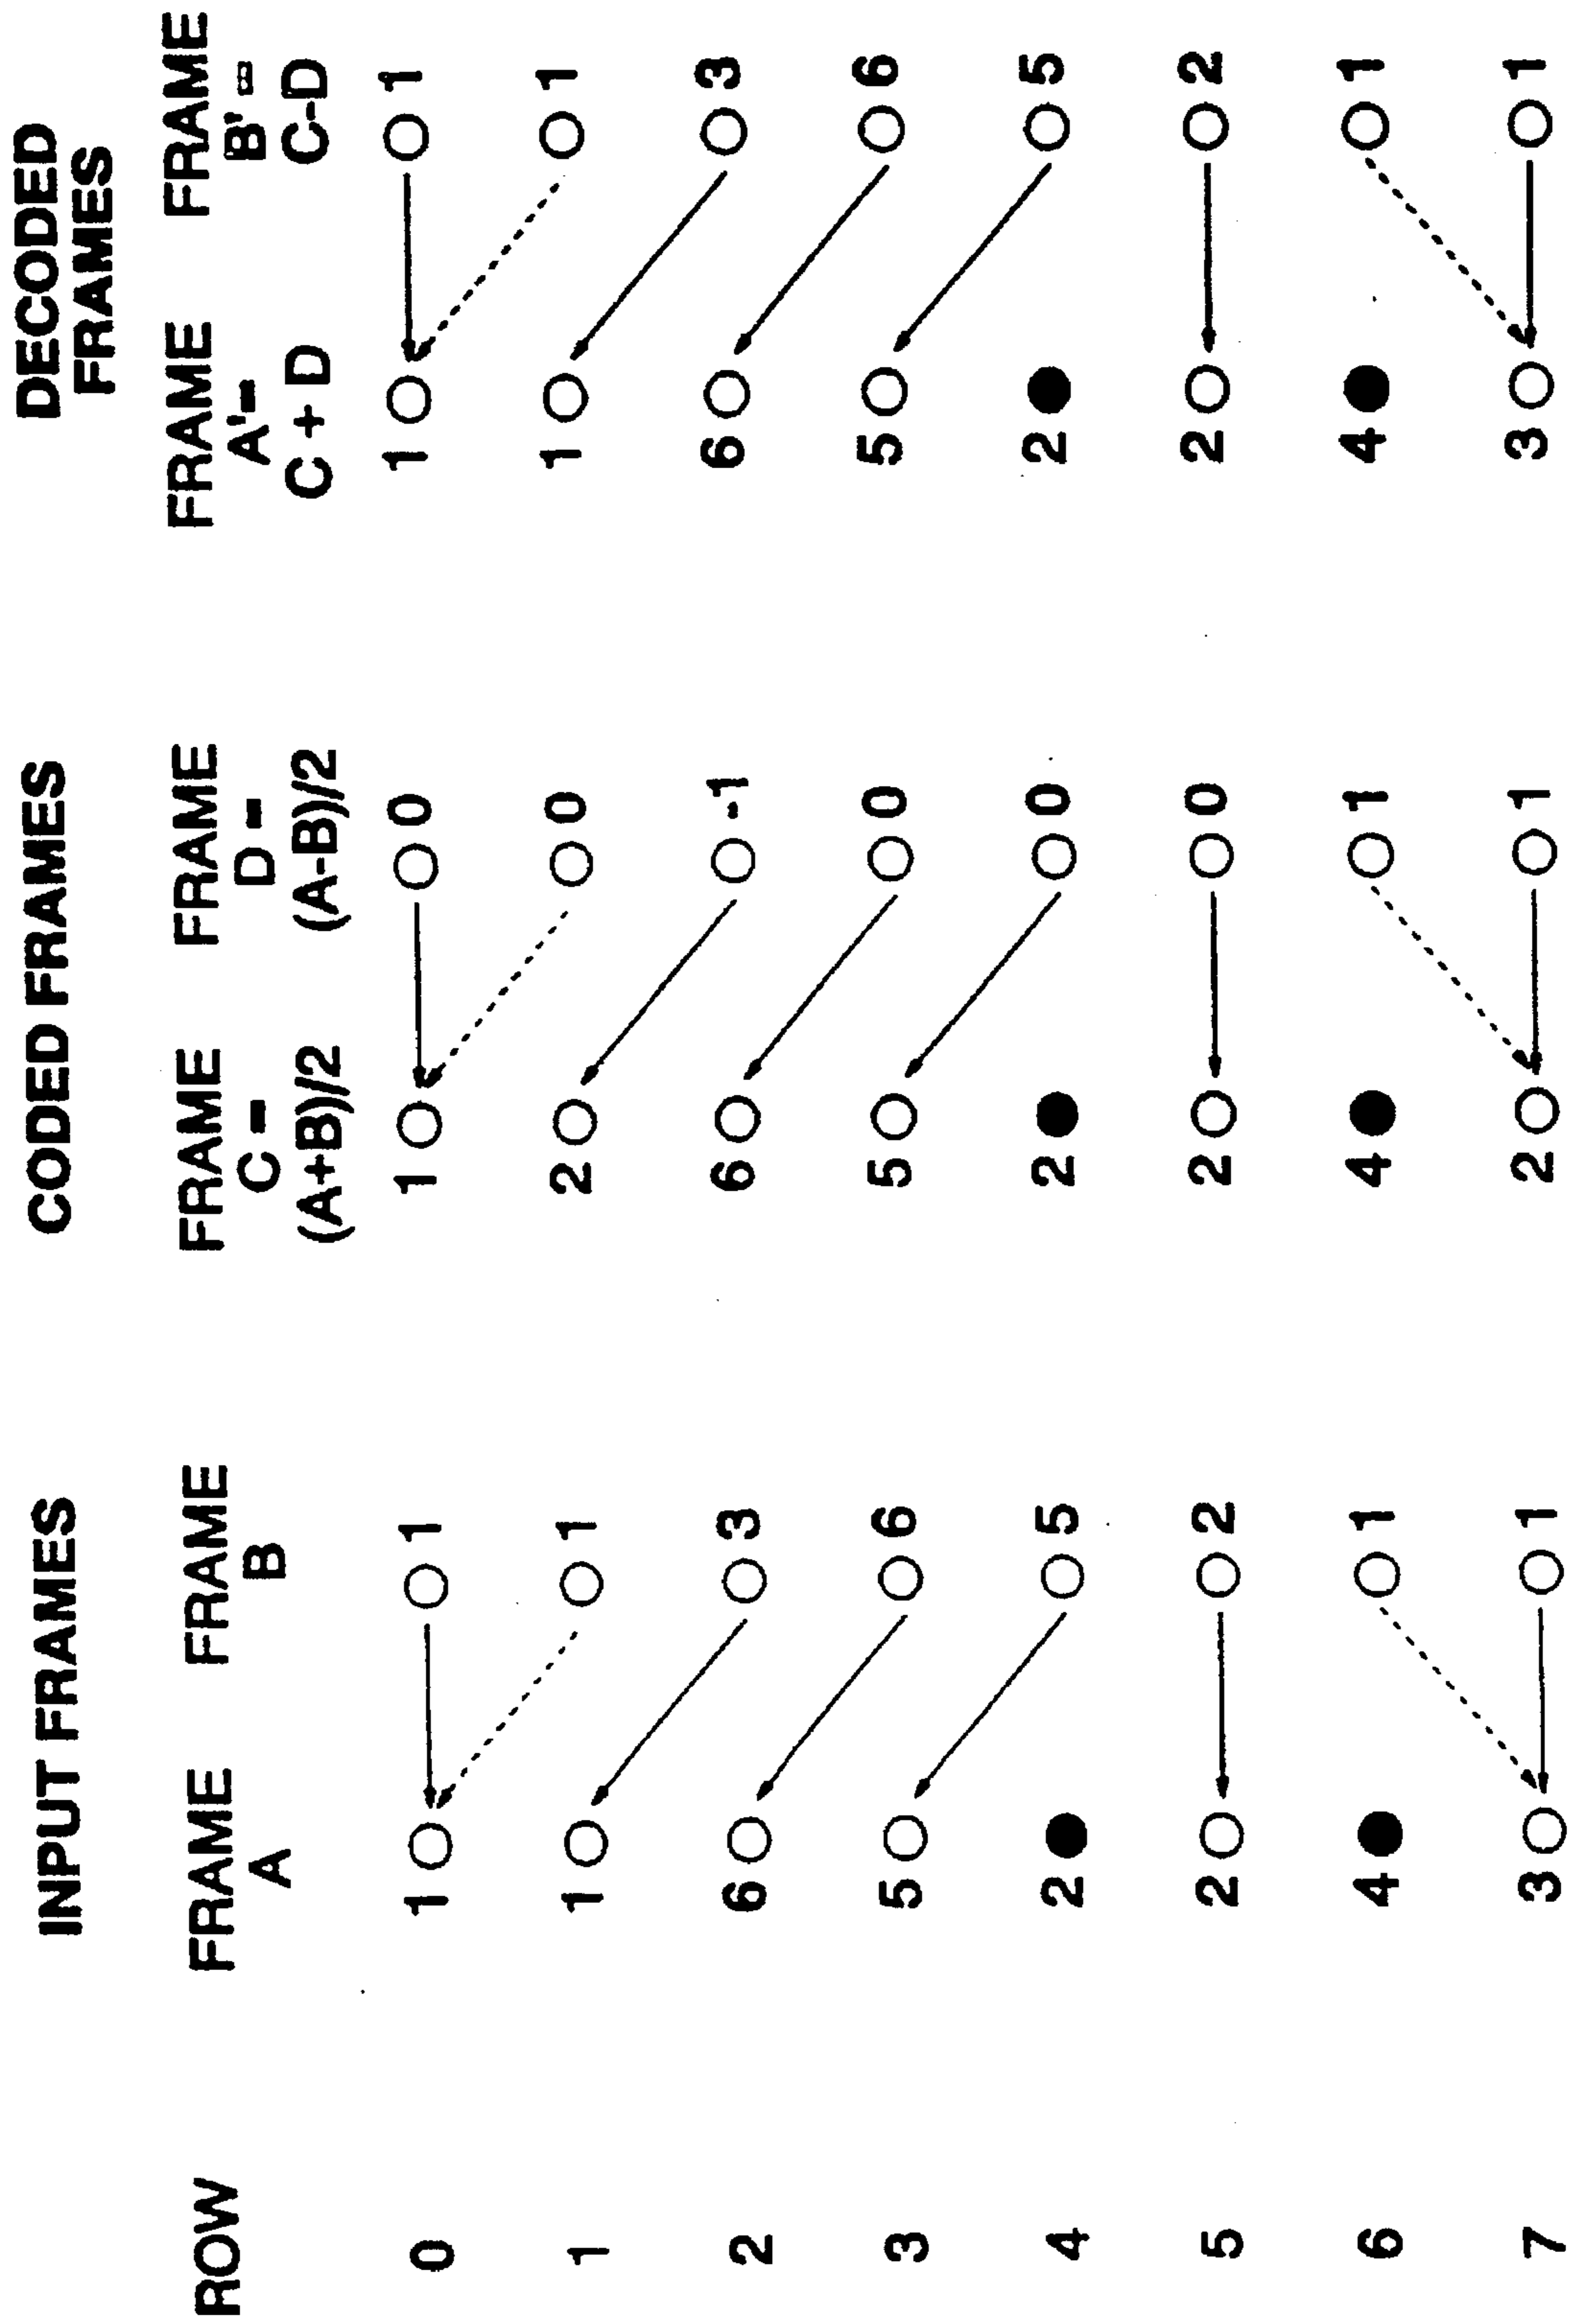 INPUT FRAMES CODED FRAMES DECODED
FRAMES
ROW FRAME FRAME FRAME FRAME FRAME FRAME
A B C = D = A'= B'=
(A+B)/2 (A-B)/2 C + D C-D
0 1 1 1 0 1 1
1 1 1 2 0 1 1
2 6 3 6 -1 6 3
3 5 6 5 0 5 6
4 2 5 2 0 2 5
5 2 2 2 0 2 2
6 4 1 4 1 4 1
7 3 1 2 1 3 1